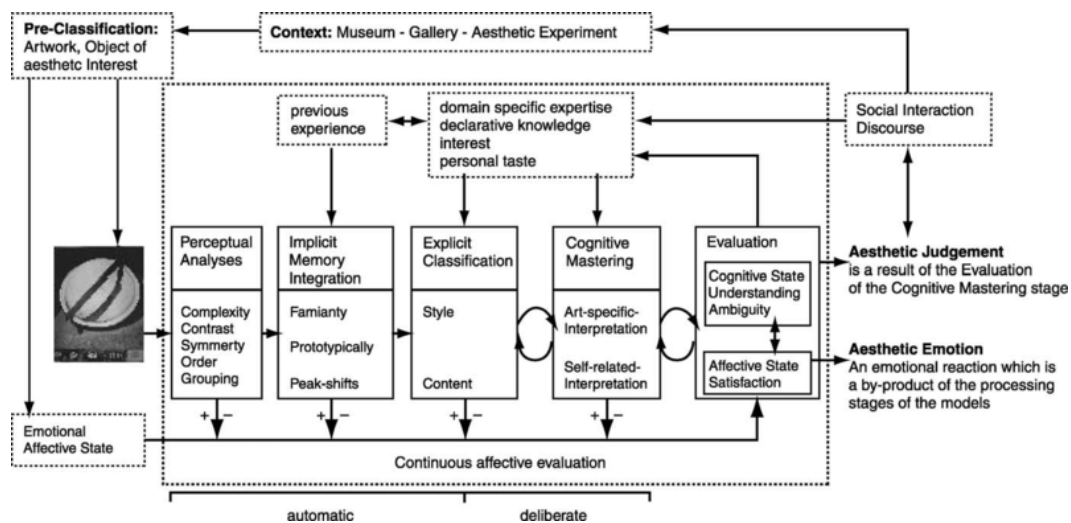 Pre-Classification:
Artwork, Object of
aesthetc Interest
Context: Museum - Gallery - Aesthetic Experiment
previous
experience
domain specific expertise
declarative knowledge
interest
personal taste
Social Interaction
Discourse
Perceptual
Analyses
Complexity
Contrast
Symmerty
Order
Grouping
+ −
Implicit
Memory
Integration
Famianty
Prototypically
Peak-shifts
+ −
Explicit
Classification
Style
Content
+ −
Cognitive
Mastering
Art-specific-
Interpretation
Self-related-
Interpretation
+ −
Evaluation
Cognitive State
Understanding
Ambiguity
Affective State
Satisfaction
Aesthetic Judgement
is a result of the Evaluation
of the Cognitive Mastering stage
Aesthetic Emotion
An emotional reaction which is
a by-product of the processing
stages of the models
Emotional
Affective State
Continuous affective evaluation
automatic
deliberate